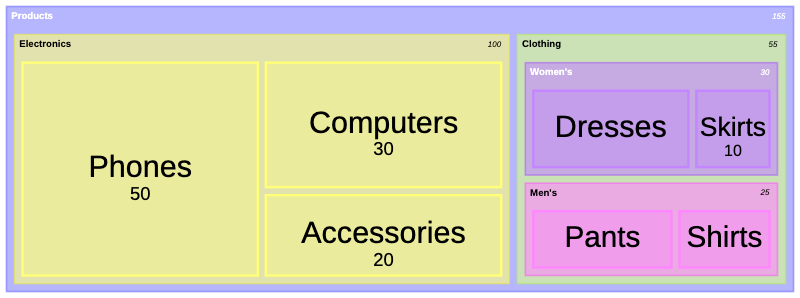 Products 155
Electronics 100
Phones
50
Computers
30
Accessories
20
Clothing 55
Women's 30
Dresses
Skirts
10
Men's 25
Pants
Shirts